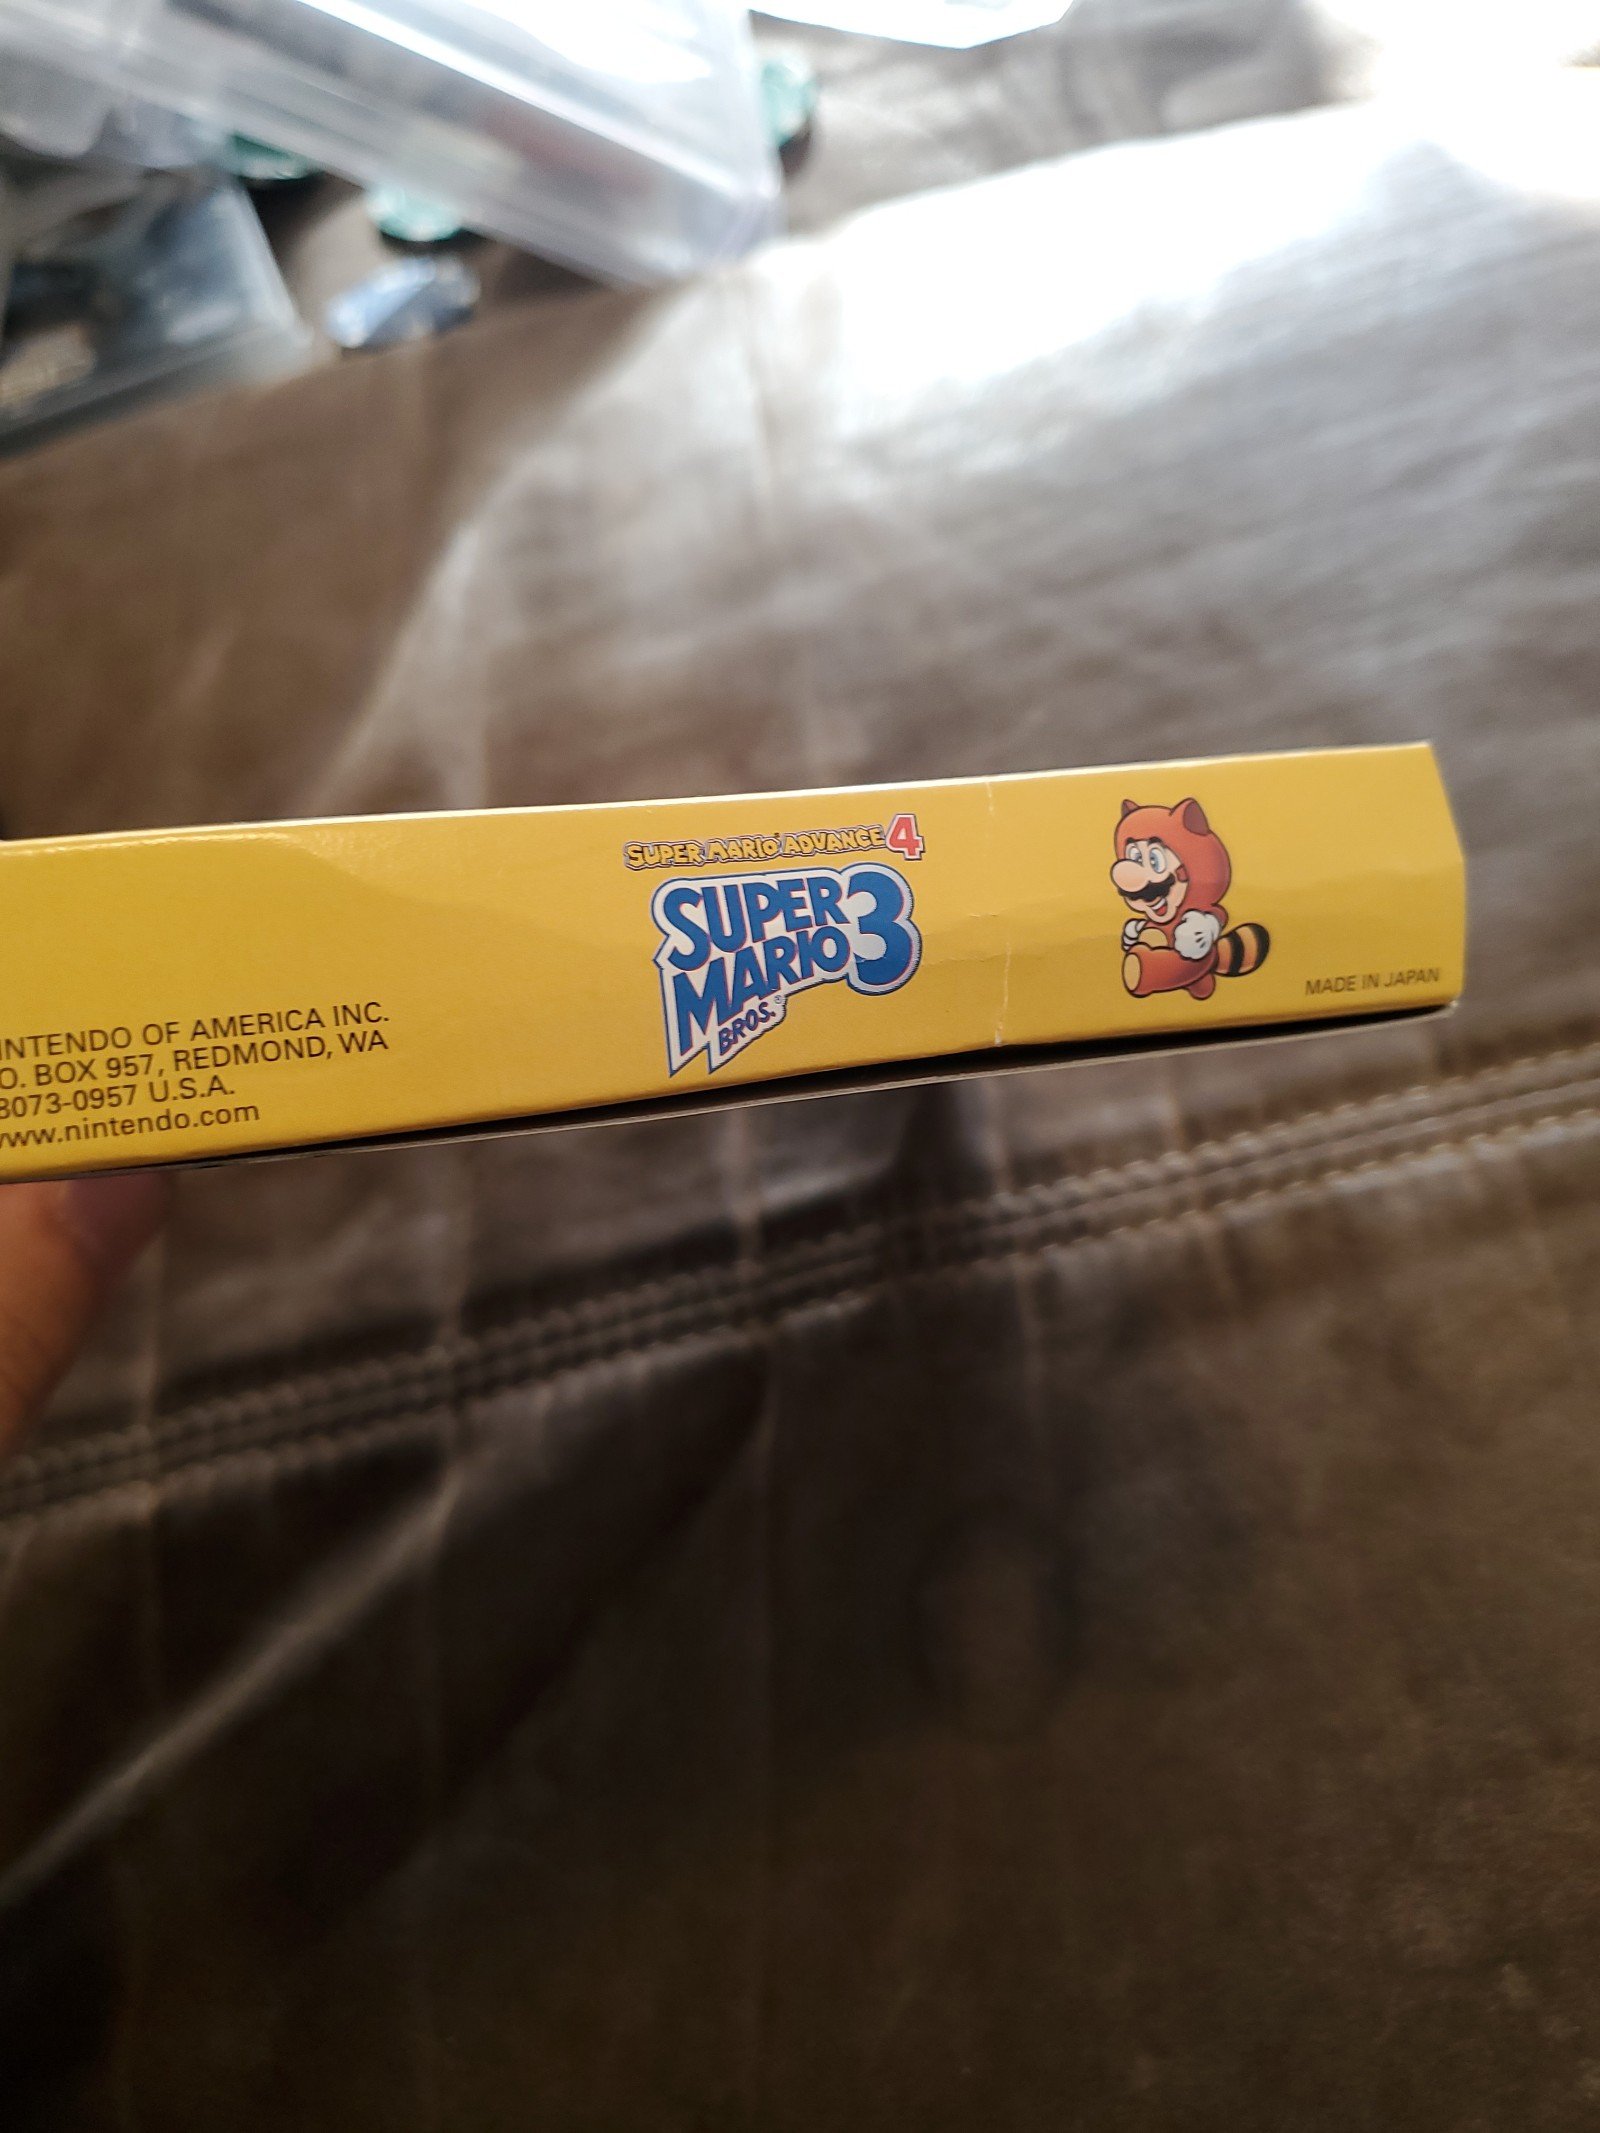 SUPER MARIO ADVANCE 4
SUPER
MARIO 3
BROS.®
MADE IN JAPAN
NTENDO OF AMERICA INC.
O. BOX 957, REDMOND, WA
8073-0957 U.S.A.
www.nintendo.com